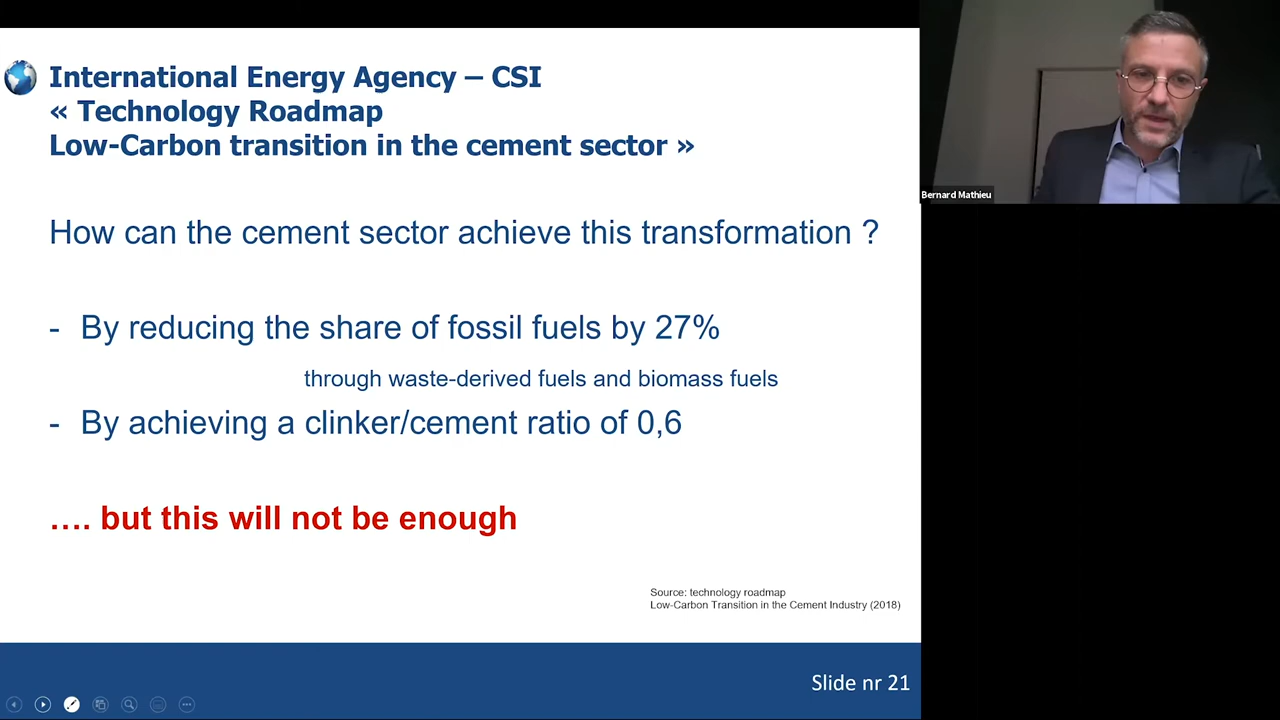 International Energy Agency – CSI
« Technology Roadmap
Low-Carbon transition in the cement sector »
How can the cement sector achieve this transformation ?
- By reducing the share of fossil fuels by 27%
through waste-derived fuels and biomass fuels
- By achieving a clinker/cement ratio of 0,6
…. but this will not be enough
Source: technology roadmap
Low-Carbon Transition in the Cement Industry (2018)
Slide nr 21
Bernard Mathieu